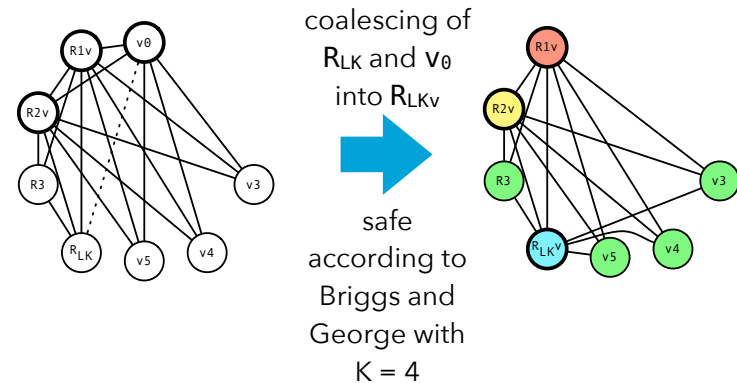 R1v
v0
R2v
R3
v3
RLK
v5
v4
coalescing of
RLK and v0
into RLKv
safe
according to
Briggs and
George with
K = 4
R1v
R2v
R3
v3
RLKv
v5
v4